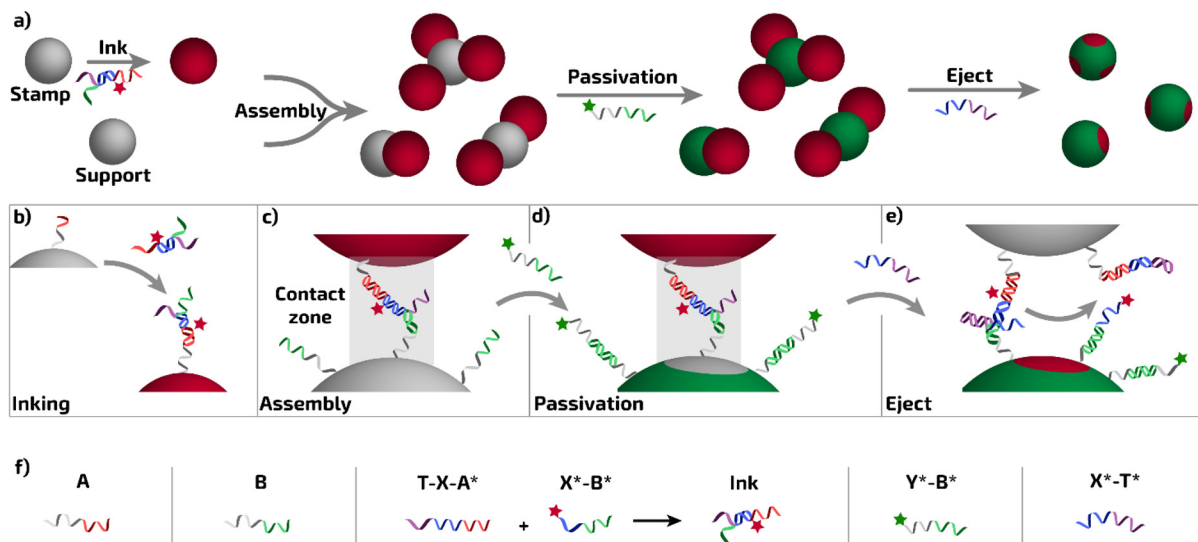 a)
Ink
Stamp
Support
Assembly
Passivation
Eject
b)
Inking
c)
Contact
zone
Assembly
d)
Passivation
e)
Eject
f)
A
B
T-X-A*
+
X*-B*
Ink
Y*-B*
X*-T*